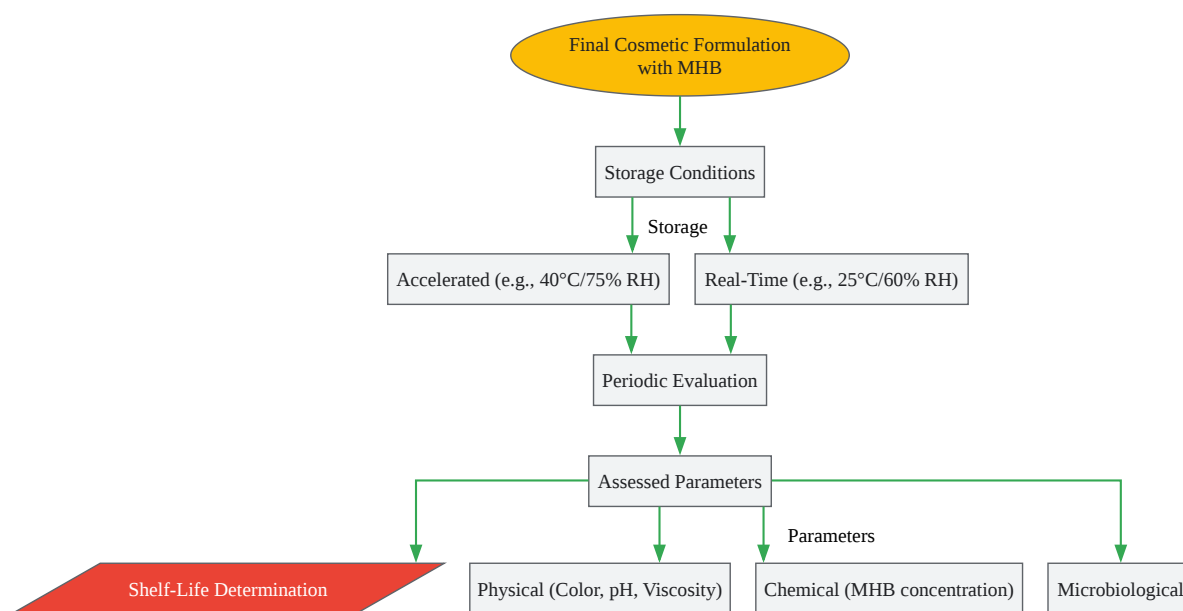 Final Cosmetic Formulation
with MHB
Storage Conditions
Storage
Accelerated (e.g., 40°C/75% RH)
Real-Time (e.g., 25°C/60% RH)
Periodic Evaluation
Assessed Parameters
Parameters
Shelf-Life Determination
Physical (Color, pH, Viscosity)
Chemical (MHB concentration)
Microbiological